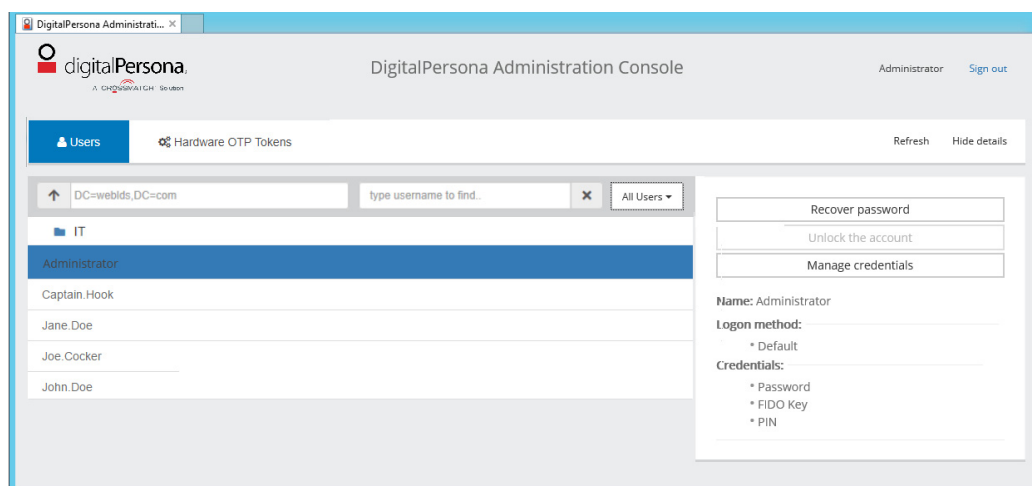 DigitalPersona Administrati... ×
digitalPersona.
A CROSSMATCH Solution
DigitalPersona Administration Console
Administrator
Sign out
Users
Hardware OTP Tokens
Refresh
Hide details
DC=weblds,DC=com
type username to find..
All Users
IT
Administrator
Captain.Hook
Jane.Doe
Joe.Cocker
John.Doe
Recover password
Unlock the account
Manage credentials
Name: Administrator
Logon method:
* Default
Credentials:
* Password
* FIDO Key
* PIN